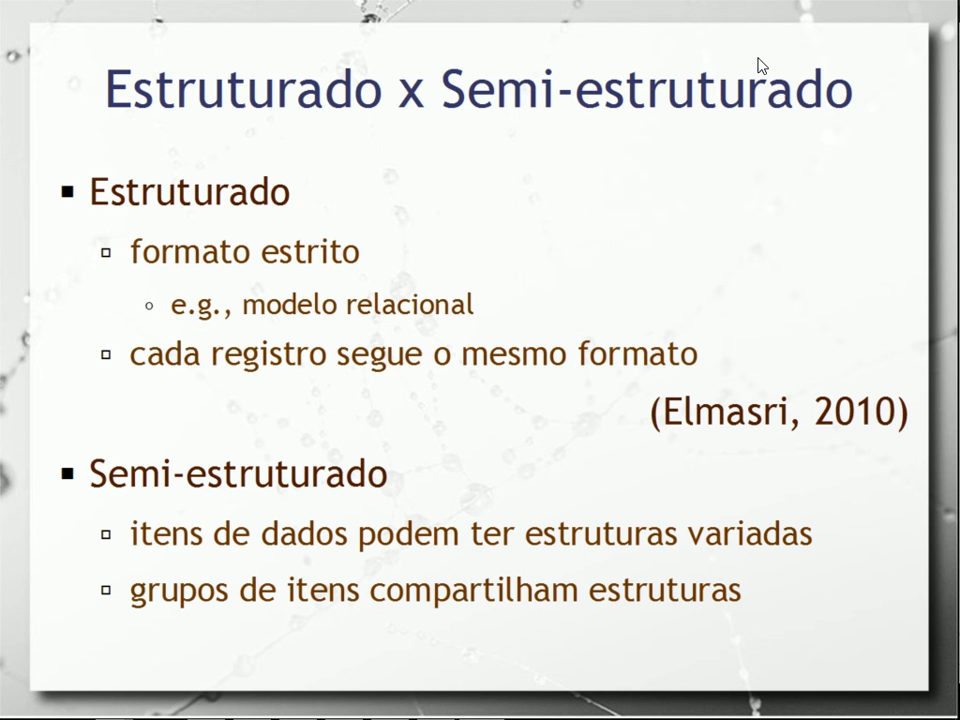 Estruturado x Semi-estruturado
Estruturado
formato estrito
e.g., modelo relacional
cada registro segue o mesmo formato
(Elmasri, 2010)
Semi-estruturado
itens de dados podem ter estruturas variadas
grupos de itens compartilham estruturas